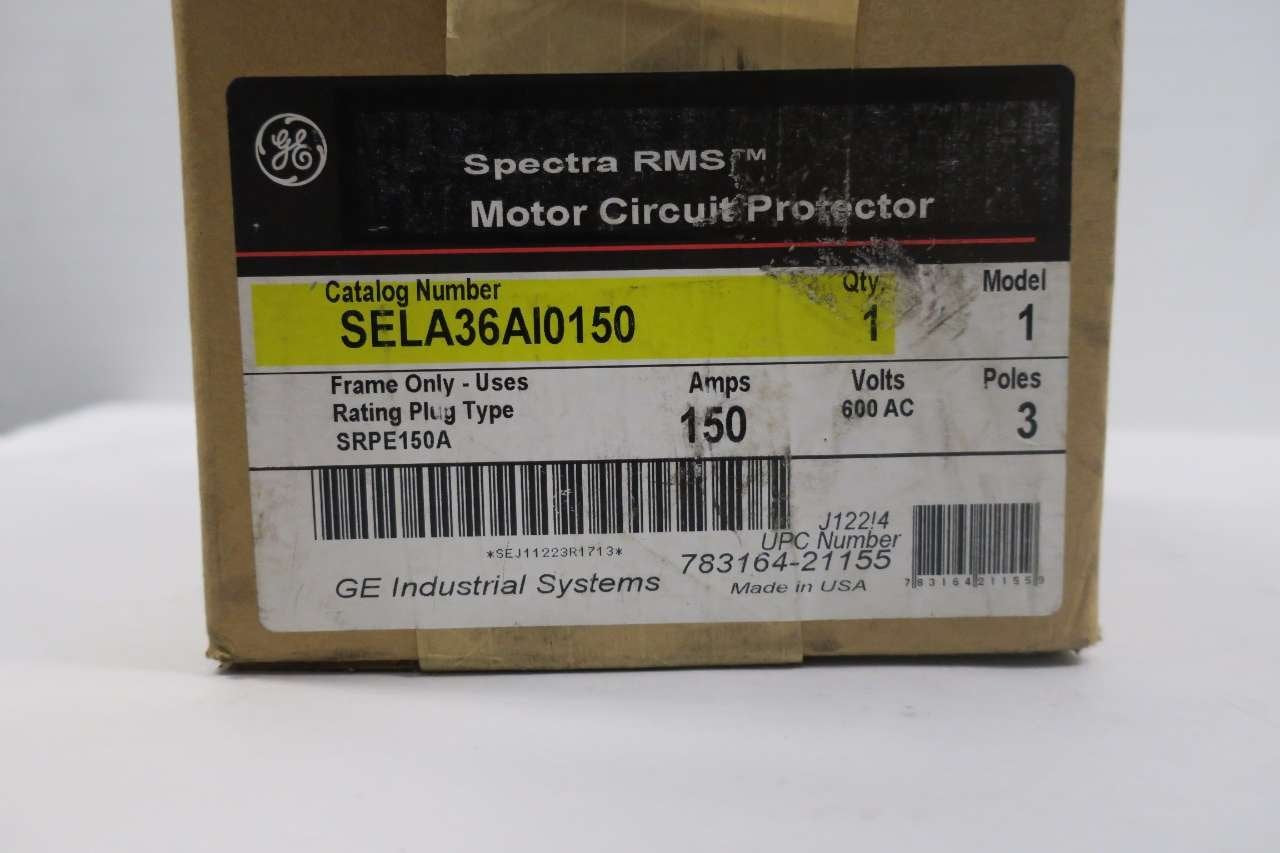 GE
Spectra RMS™
Motor Circuit Protector
Catalog Number Qty. Model
SELA36AI0150 1 1
Frame Only - Uses Amps Volts Poles
Rating Plug Type 150 600 AC 3
SRPE150A
*SEJ11223R1713*
J122!4
UPC Number
783164-21155
GE Industrial Systems Made in USA
783164211559